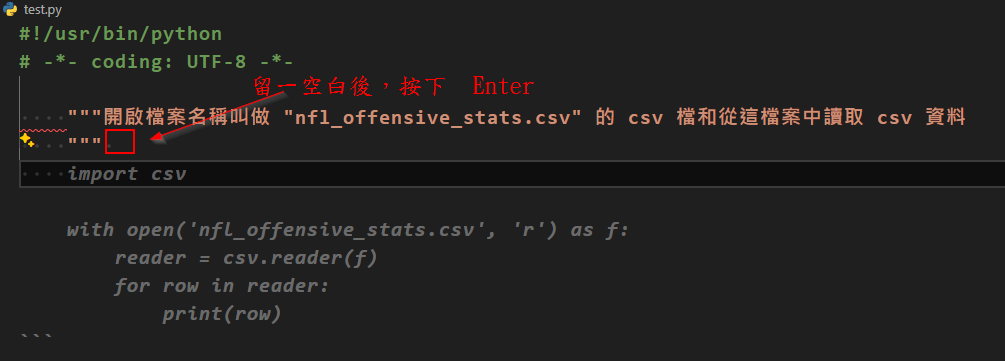 test.py
#!/usr/bin/python
# -*- coding: UTF-8 -*-
留一空白後，按下 Enter
"""開啟檔案名稱叫做 "nfl_offensive_stats.csv" 的 csv 檔和從這檔案中讀取 csv 資料
"""
import csv
with open('nfl_offensive_stats.csv', 'r') as f:
reader = csv.reader(f)
for row in reader:
print(row)
```